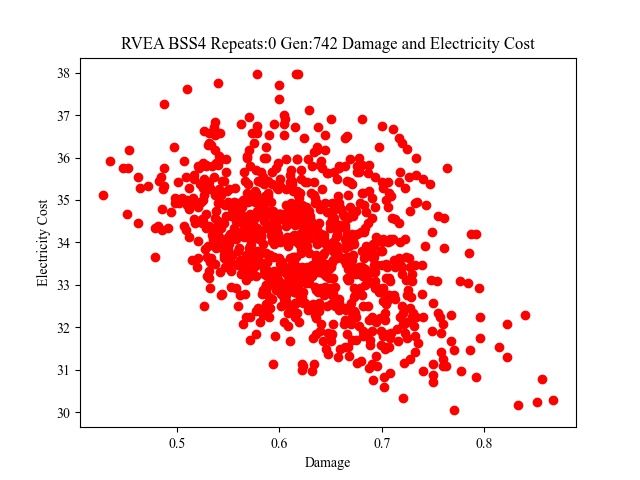 RVEA BSS4 Repeats:0 Gen:742 Damage and Electricity Cost
38
37
36
35
34
33
32
31
30
Electricity Cost
0.5 0.6 0.7 0.8
Damage